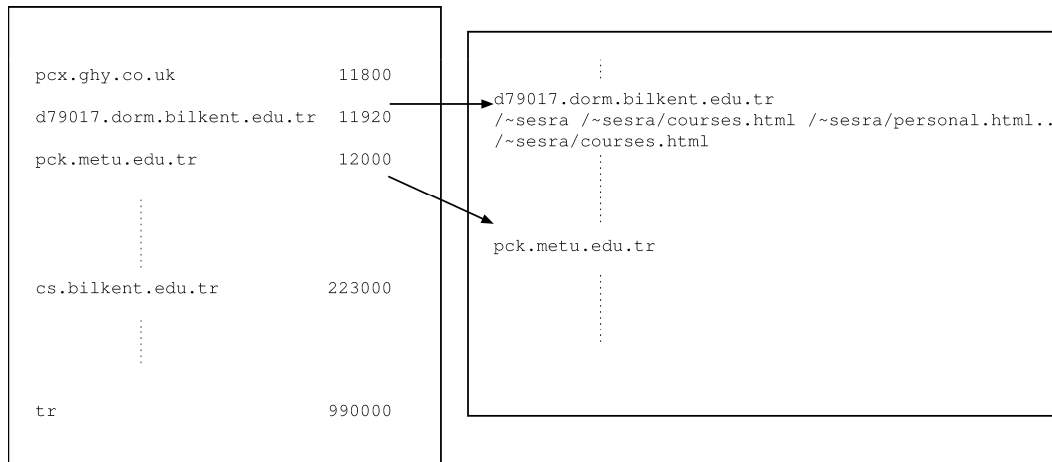 pcx.ghy.co.uk 11800
d79017.dorm.bilkent.edu.tr 11920
pck.metu.edu.tr 12000
cs.bilkent.edu.tr 223000
tr 990000
d79017.dorm.bilkent.edu.tr
/~sesra /~sesra/courses.html /~sesra/personal.html..
/~sesra/courses.html
pck.metu.edu.tr